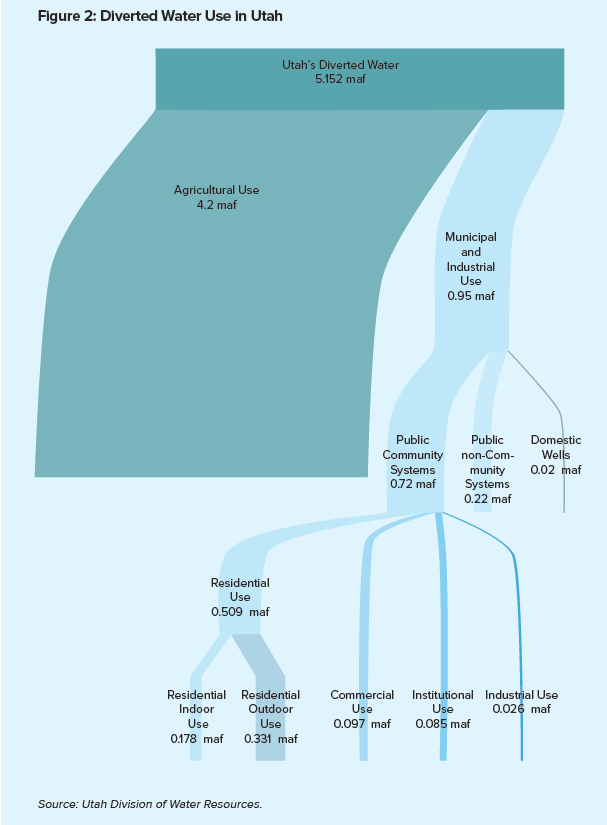 Figure 2: Diverted Water Use in Utah
Utah's Diverted Water
5.152 maf
Agricultural Use
4.2 maf
Municipal
and
Industrial
Use
0.95 maf
Public
Community
Systems
0.72 maf
Public
non-Com-
munity
Systems
0.22 maf
Domestic
Wells
0.02 maf
Residential
Use
0.509 maf
Residential
Indoor
Use
0.178 maf
Residential
Outdoor
Use
0.331 maf
Commercial
Use
0.097 maf
Institutional
Use
0.085 maf
Industrial Use
0.026 maf
Source: Utah Division of Water Resources.